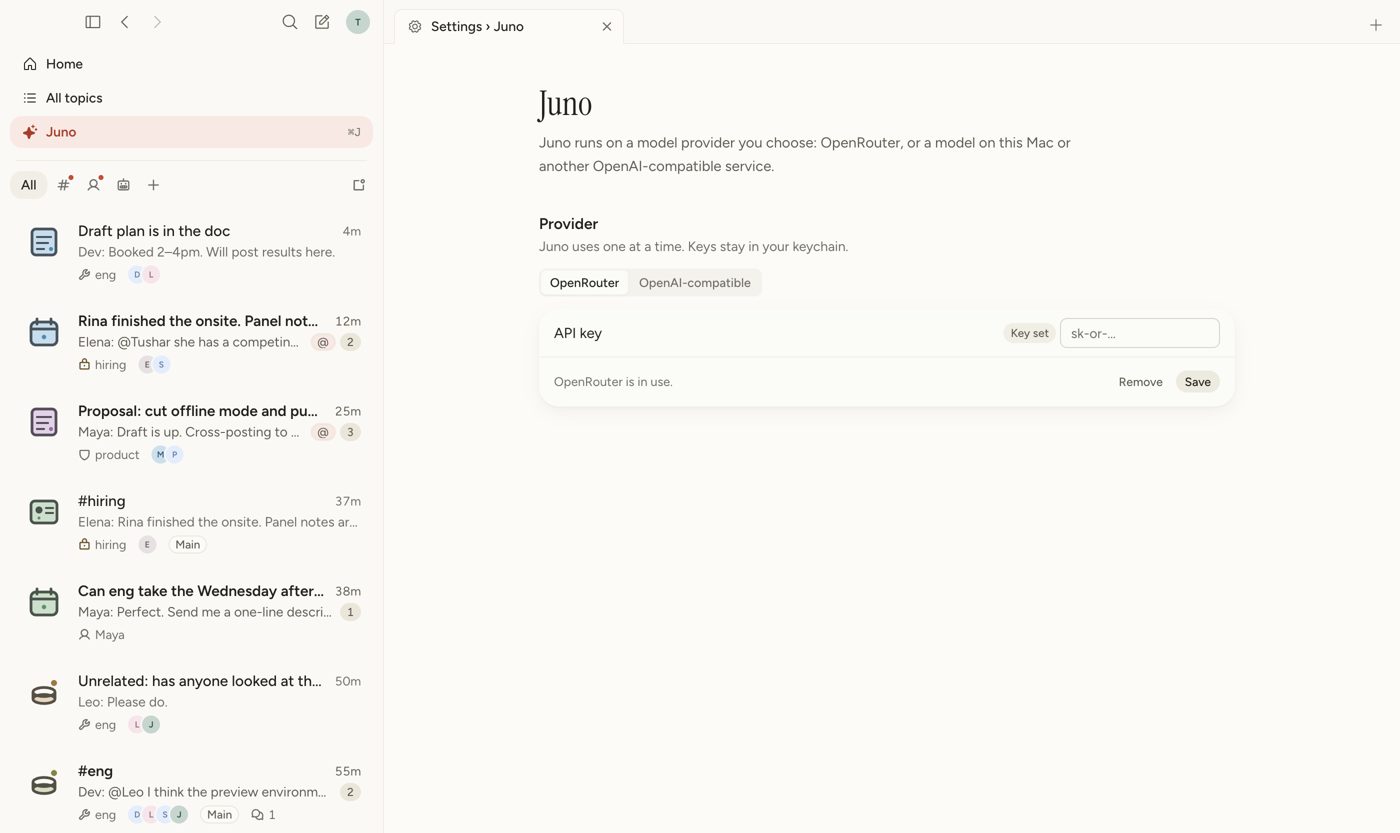 T
Settings › Juno
Home
All topics
Juno
⌘J
All
Draft plan is in the doc
4m
Dev: Booked 2–4pm. Will post results here.
eng
D
L
Rina finished the onsite. Panel not...
12m
Elena: @Tushar she has a competin...
@
2
hiring
E
S
Proposal: cut offline mode and pu...
25m
Maya: Draft is up. Cross-posting to ...
@
3
product
M
P
#hiring
37m
Elena: Rina finished the onsite. Panel notes ar...
hiring
E
Main
Can eng take the Wednesday after...
38m
Maya: Perfect. Send me a one-line descri...
1
Maya
Unrelated: has anyone looked at th...
50m
Leo: Please do.
eng
L
J
#eng
55m
Dev: @Leo I think the preview environm...
2
eng
D
L
S
J
Main
1
Juno
Juno runs on a model provider you choose: OpenRouter, or a model on this Mac or
another OpenAI-compatible service.
Provider
Juno uses one at a time. Keys stay in your keychain.
OpenRouter
OpenAI-compatible
API key
Key set
sk-or-...
OpenRouter is in use.
Remove
Save